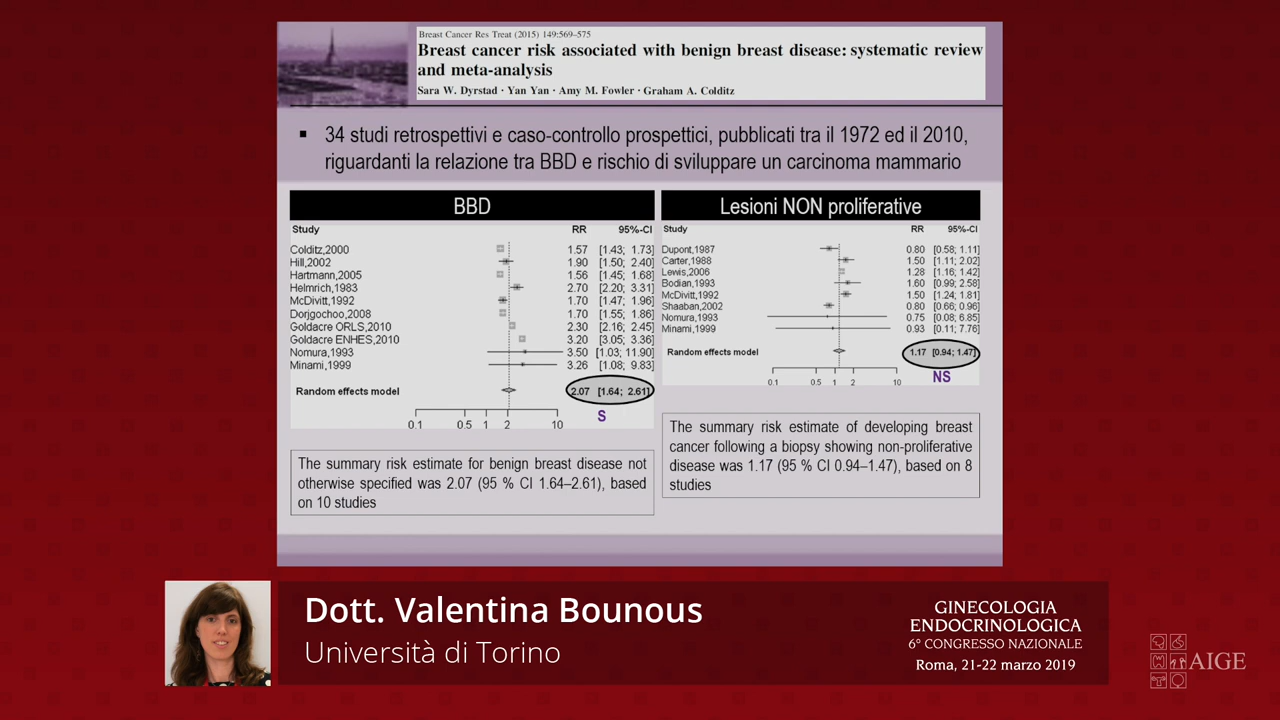 Breast Cancer Res Treat (2015) 149:569–575
Breast cancer risk associated with benign breast disease: systematic review
and meta-analysis
Sara W. Dyrstad · Yan Yan · Amy M. Fowler · Graham A. Colditz
▪ 34 studi retrospettivi e caso-controllo prospettici, pubblicati tra il 1972 ed il 2010,
riguardanti la relazione tra BBD e rischio di sviluppare un carcinoma mammario
BBD
Study RR 95%-CI
Colditz,2000 1.57 [1.43; 1.73]
Hill,2002 1.90 [1.50; 2.40]
Hartmann,2005 1.56 [1.45; 1.68]
Helmrich,1983 2.70 [2.20; 3.31]
McDivitt,1992 1.70 [1.47; 1.96]
Dorjgochoo,2008 1.70 [1.55; 1.86]
Goldacre ORLS,2010 2.30 [2.16; 2.45]
Goldacre ENHES,2010 3.20 [3.05; 3.36]
Nomura,1993 3.50 [1.03; 11.90]
Minami,1999 3.26 [1.08; 9.83]
Random effects model 2.07 [1.64; 2.61]
S
0.1 0.5 1 2 10
The summary risk estimate for benign breast disease not
otherwise specified was 2.07 (95 % CI 1.64–2.61), based
on 10 studies
Lesioni NON proliferative
Study RR 95%-CI
Dupont,1987 0.80 [0.58; 1.11]
Carter,1988 1.50 [1.11; 2.02]
Lewis,2006 1.28 [1.16; 1.42]
Bodian,1993 1.60 [0.99; 2.58]
McDivitt,1992 1.50 [1.24; 1.81]
Shaaban,2002 0.80 [0.66; 0.96]
Nomura,1993 0.75 [0.08; 6.85]
Minami,1999 0.93 [0.11; 7.76]
Random effects model 1.17 [0.94; 1.47]
NS
0.1 0.5 1 2 10
The summary risk estimate of developing breast
cancer following a biopsy showing non-proliferative
disease was 1.17 (95 % CI 0.94–1.47), based on 8
studies
Dott. Valentina Bounous
Università di Torino
GINECOLOGIA
ENDOCRINOLOGICA
6° CONGRESSO NAZIONALE
Roma, 21-22 marzo 2019
AIGE